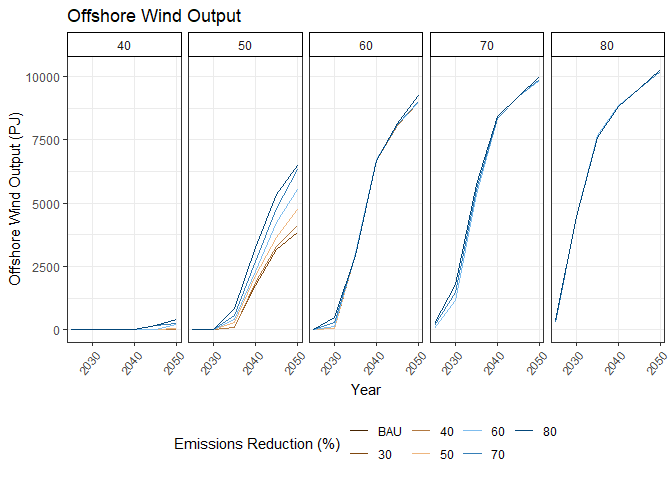 Offshore Wind Output
40 50 60 70 80
10000
7500
5000
2500
0
Offshore Wind Output (PJ)
2030 2040 2050 2030 2040 2050 2030 2040 2050 2030 2040 2050 2030 2040 2050
Year
Emissions Reduction (%)
BAU 40 60 80
30 50 70